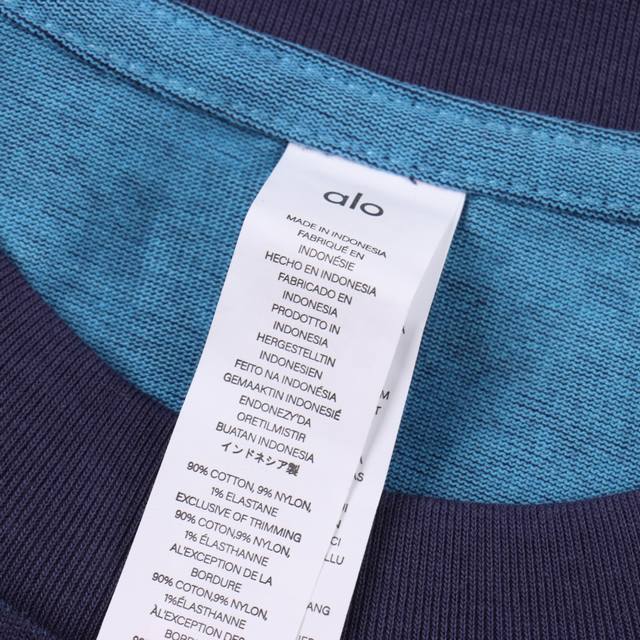 alo
MADE IN INDONESIA
FABRIQUÉ EN
INDONÉSIE
HECHO EN INDONESIA
FABRICADO EN
INDONESIA
PRODOTTO IN
INDONESIA
HERGESTELLTIN
INDONESIEN
FEITO NA INDONÉSIA
GEMAAKTIN INDONESIË
ENDONEZY'DA
ORETILMISTIR
BUATAN INDONESIA
インドネシア製
90% COTTON, 9% NYLON,
1% ELASTANE
EXCLUSIVE OF TRIMMING
90% COTON,9% NYLON,
1% ÉLASTHANNE
AL'EXCEPTION DE LA
BORDURE
90% COTTON, 9% NYLON,
1%ÉLASTHANNE
À L'EXCEPTION DES
BORDURES